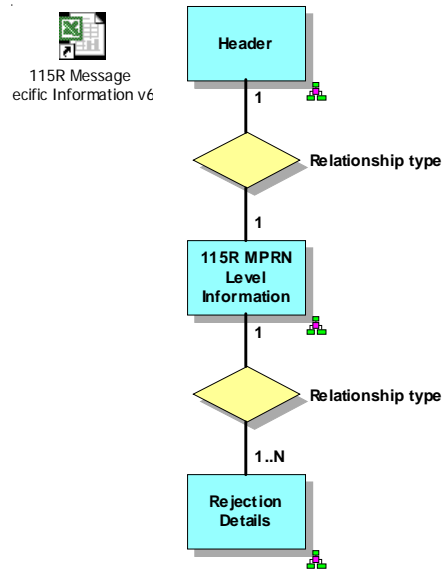 115R Message
ecific Information v6
Header
1
Relationship type
1
115R MPRN
Level
Information
1
Relationship type
1..N
Rejection
Details